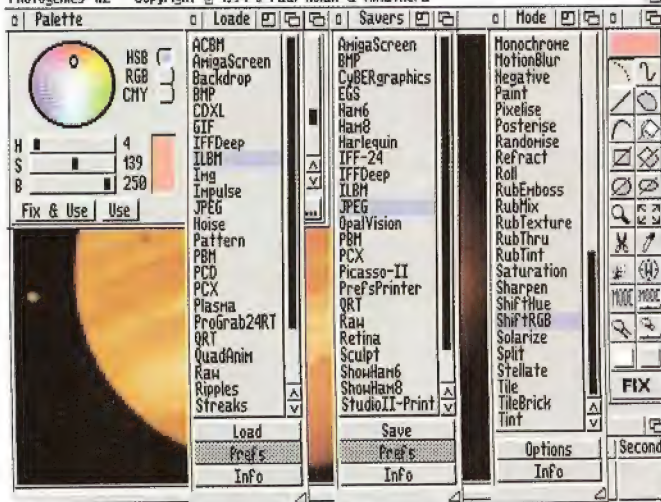 Palette
HSB
RGB
CMY
H 4
S 139
B 250
Fix & Use
Use
Loade
ACBM
AmigaScreen
Backdrop
BMP
CDXL
GIF
IFFDeep
ILBM
Img
Impulse
JPEG
Noise
Pattern
PBM
PCD
PCX
Plasma
ProGrab24RT
QRT
QuadAnim
Raw
Ripples
Streaks
Load
Prefs
Info
Savers
AmigaScreen
BMP
CyBERgraphics
EGS
Ham6
Ham8
Harlequin
IFF-24
IFFDeep
ILBM
JPEG
OpalVision
PBM
PCX
Picasso-II
PrefsPrinter
QRT
Raw
Retina
Sculpt
ShowHam6
ShowHam8
StudioII~Print
Save
Prefs
Info
Mode
Monochrome
MotionBlur
Negative
Paint
Pixelise
Posterise
Randomise
Refract
Roll
RubEmboss
RubMix
RubTexture
RubThru
RubTint
Saturation
Sharpen
ShiftHue
ShiftRGB
Solarize
Split
Stellate
Tile
TileBrick
Tint
Options
Info
MODE
MODE
FIX
Second